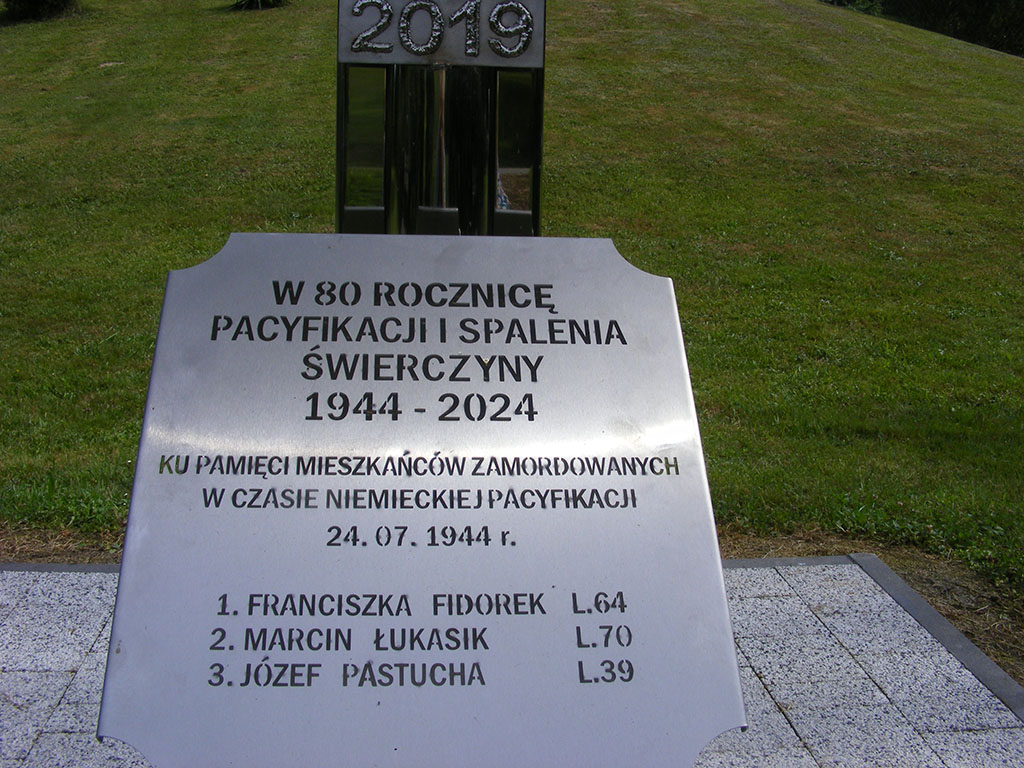 2019
W 80 ROCZNICĘ
PACYFIKACJI I SPALENIA
ŚWIERCZYNY
1944 - 2024
KU PAMIĘCI MIESZKAŃCÓW ZAMORDOWANYCH
W CZASIE NIEMIECKIEJ PACYFIKACJI
24. 07. 1944 r.
1. FRANCISZKA FIDOREK L.64
2. MARCIN ŁUKASIK L.70
3. JÓZEF PASTUCHA L.39